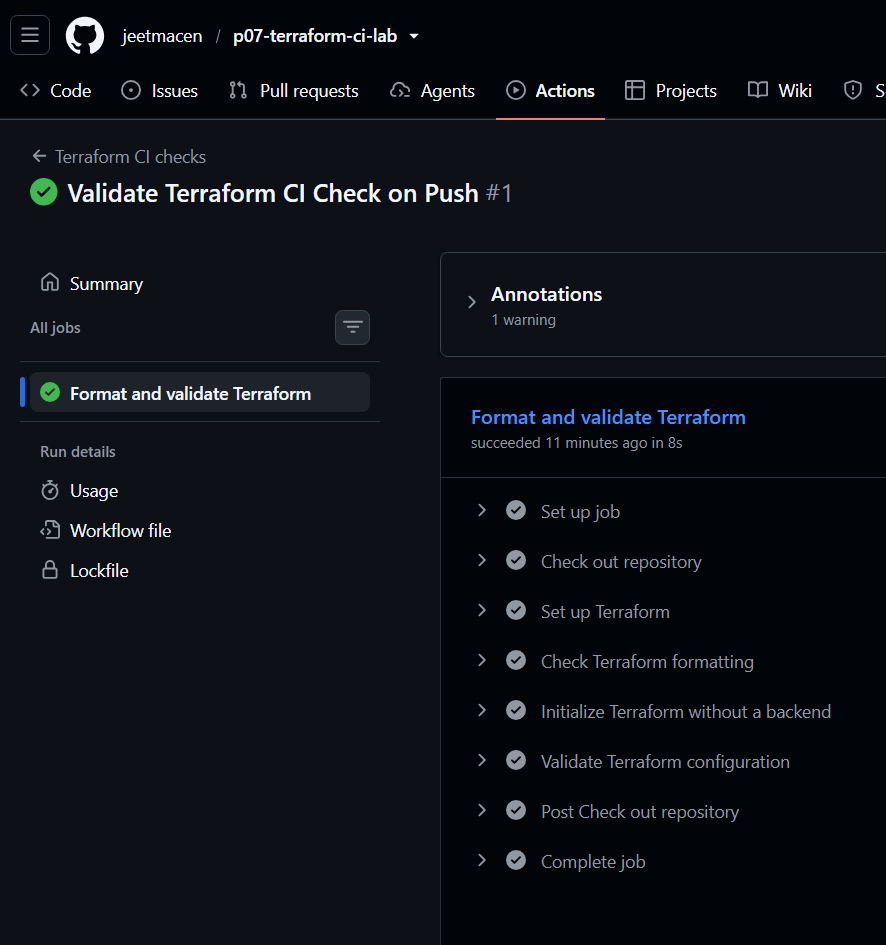 jeetmacen / p07-terraform-ci-lab
Code Issues Pull requests Agents Actions Projects Wiki
Terraform CI checks
Validate Terraform CI Check on Push #1
Summary
All jobs
Format and validate Terraform
Run details
Usage
Workflow file
Lockfile
Annotations
1 warning
Format and validate Terraform
succeeded 11 minutes ago in 8s
Set up job
Check out repository
Set up Terraform
Check Terraform formatting
Initialize Terraform without a backend
Validate Terraform configuration
Post Check out repository
Complete job